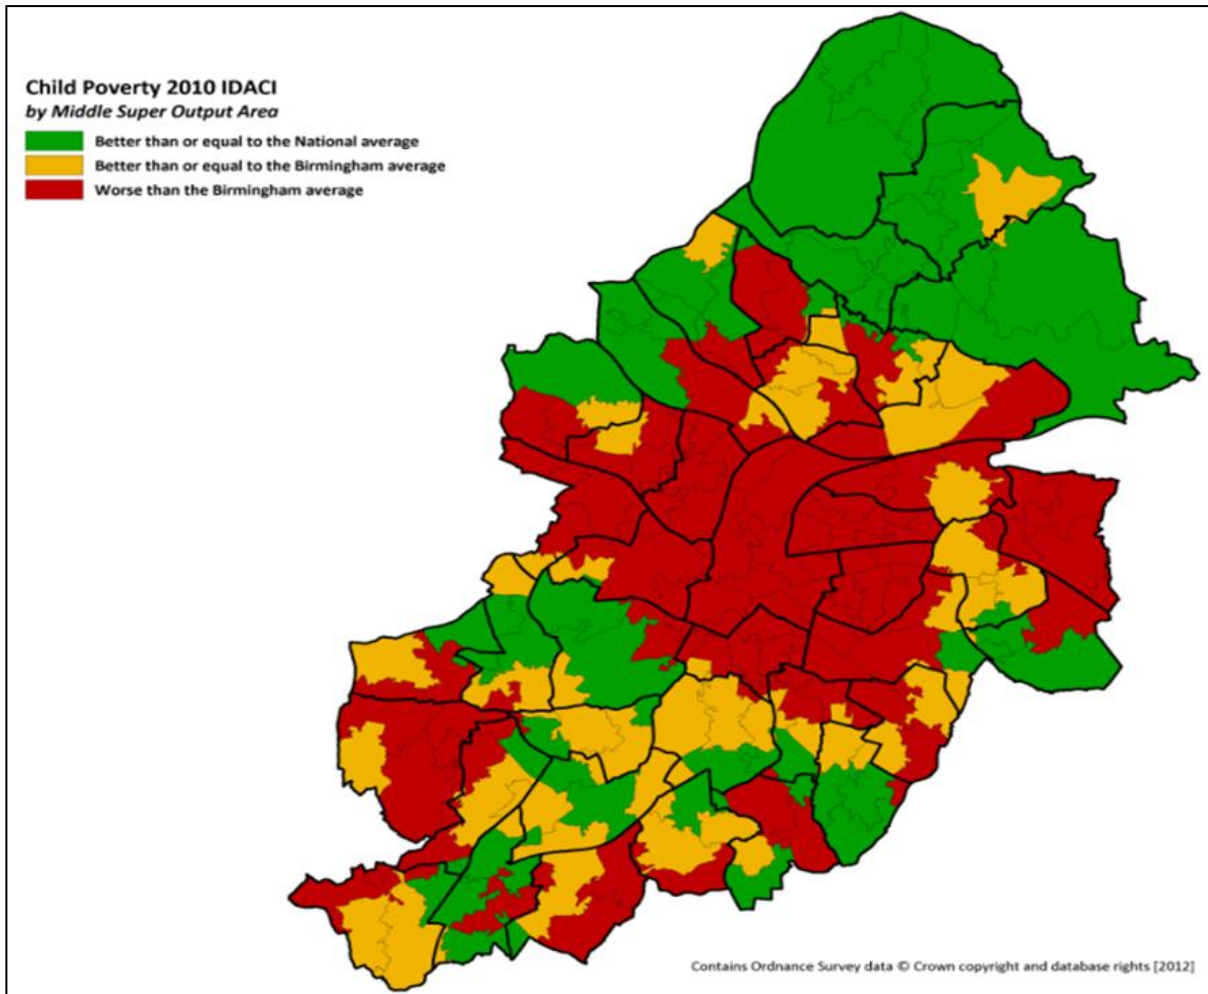 Child Poverty 2010 IDACI
by Middle Super Output Area
Better than or equal to the National average
Better than or equal to the Birmingham average
Worse than the Birmingham average
Contains Ordnance Survey data © Crown copyright and database rights [2012]